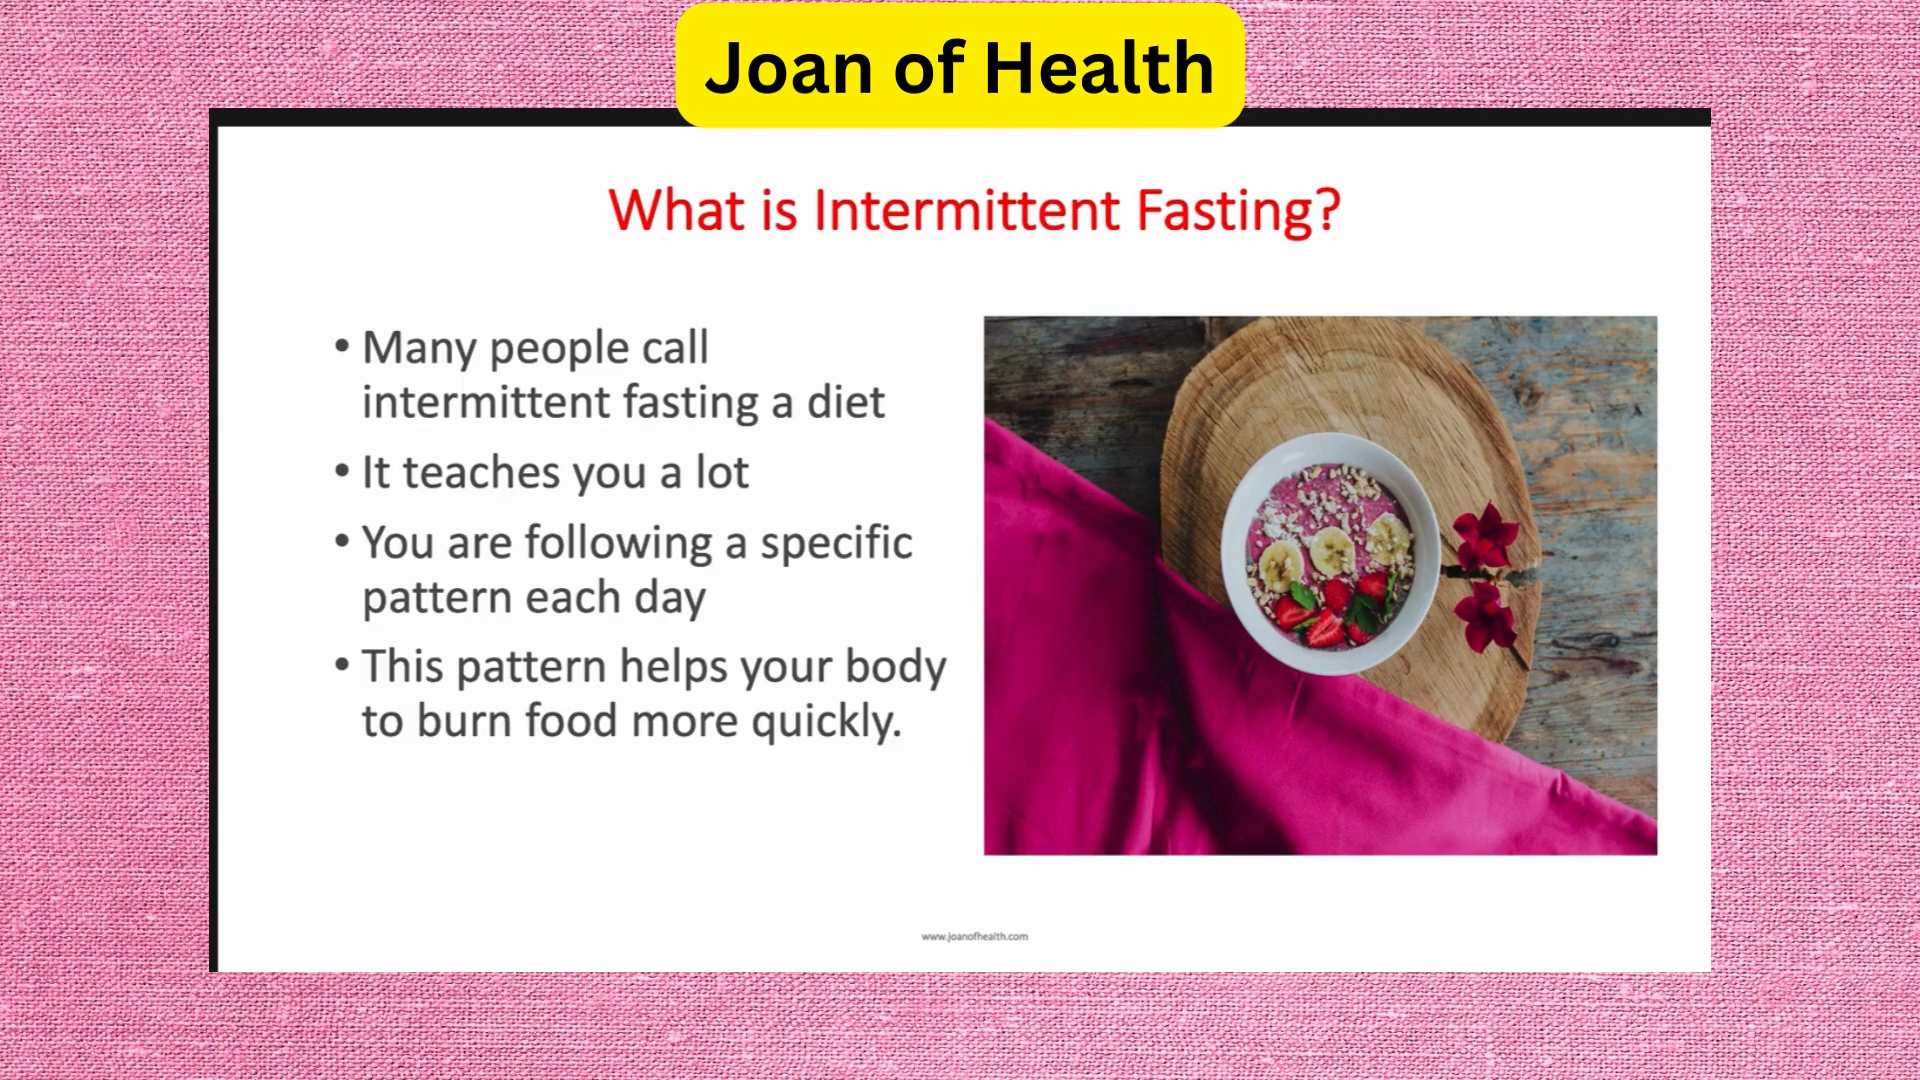 Joan of Health
What is Intermittent Fasting?
• Many people call
intermittent fasting a diet
• It teaches you a lot
• You are following a specific
pattern each day
• This pattern helps your body
to burn food more quickly.
www.joanofhealth.com